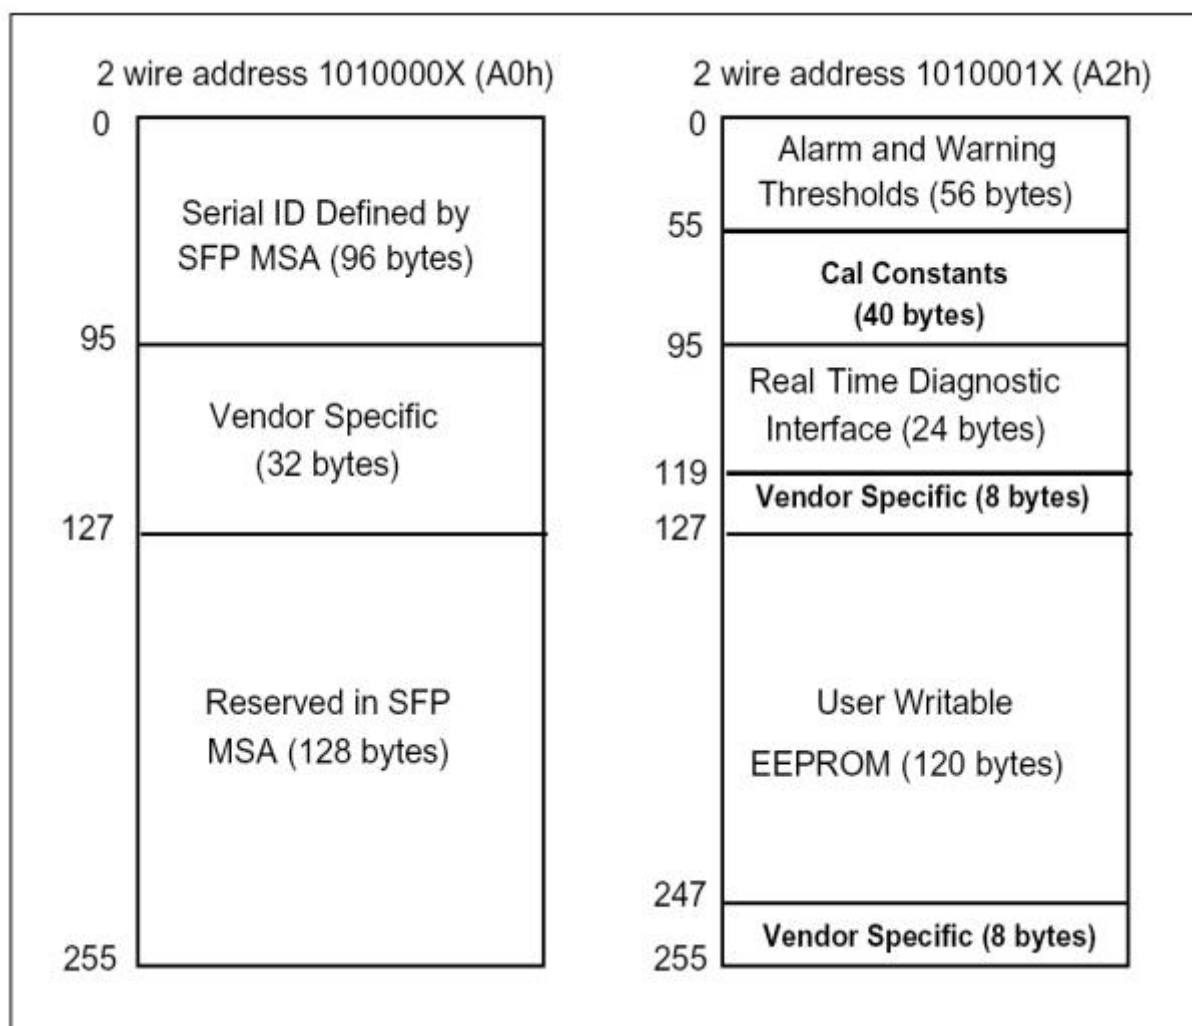 2 wire address 1010000X (A0h)
0
Serial ID Defined by
SFP MSA (96 bytes)
95
Vendor Specific
(32 bytes)
127
Reserved in SFP
MSA (128 bytes)
255
2 wire address 1010001X (A2h)
0
Alarm and Warning
Thresholds (56 bytes)
55
Cal Constants
(40 bytes)
95
Real Time Diagnostic
Interface (24 bytes)
119
Vendor Specific (8 bytes)
127
User Writable
EEPROM (120 bytes)
247
Vendor Specific (8 bytes)
255